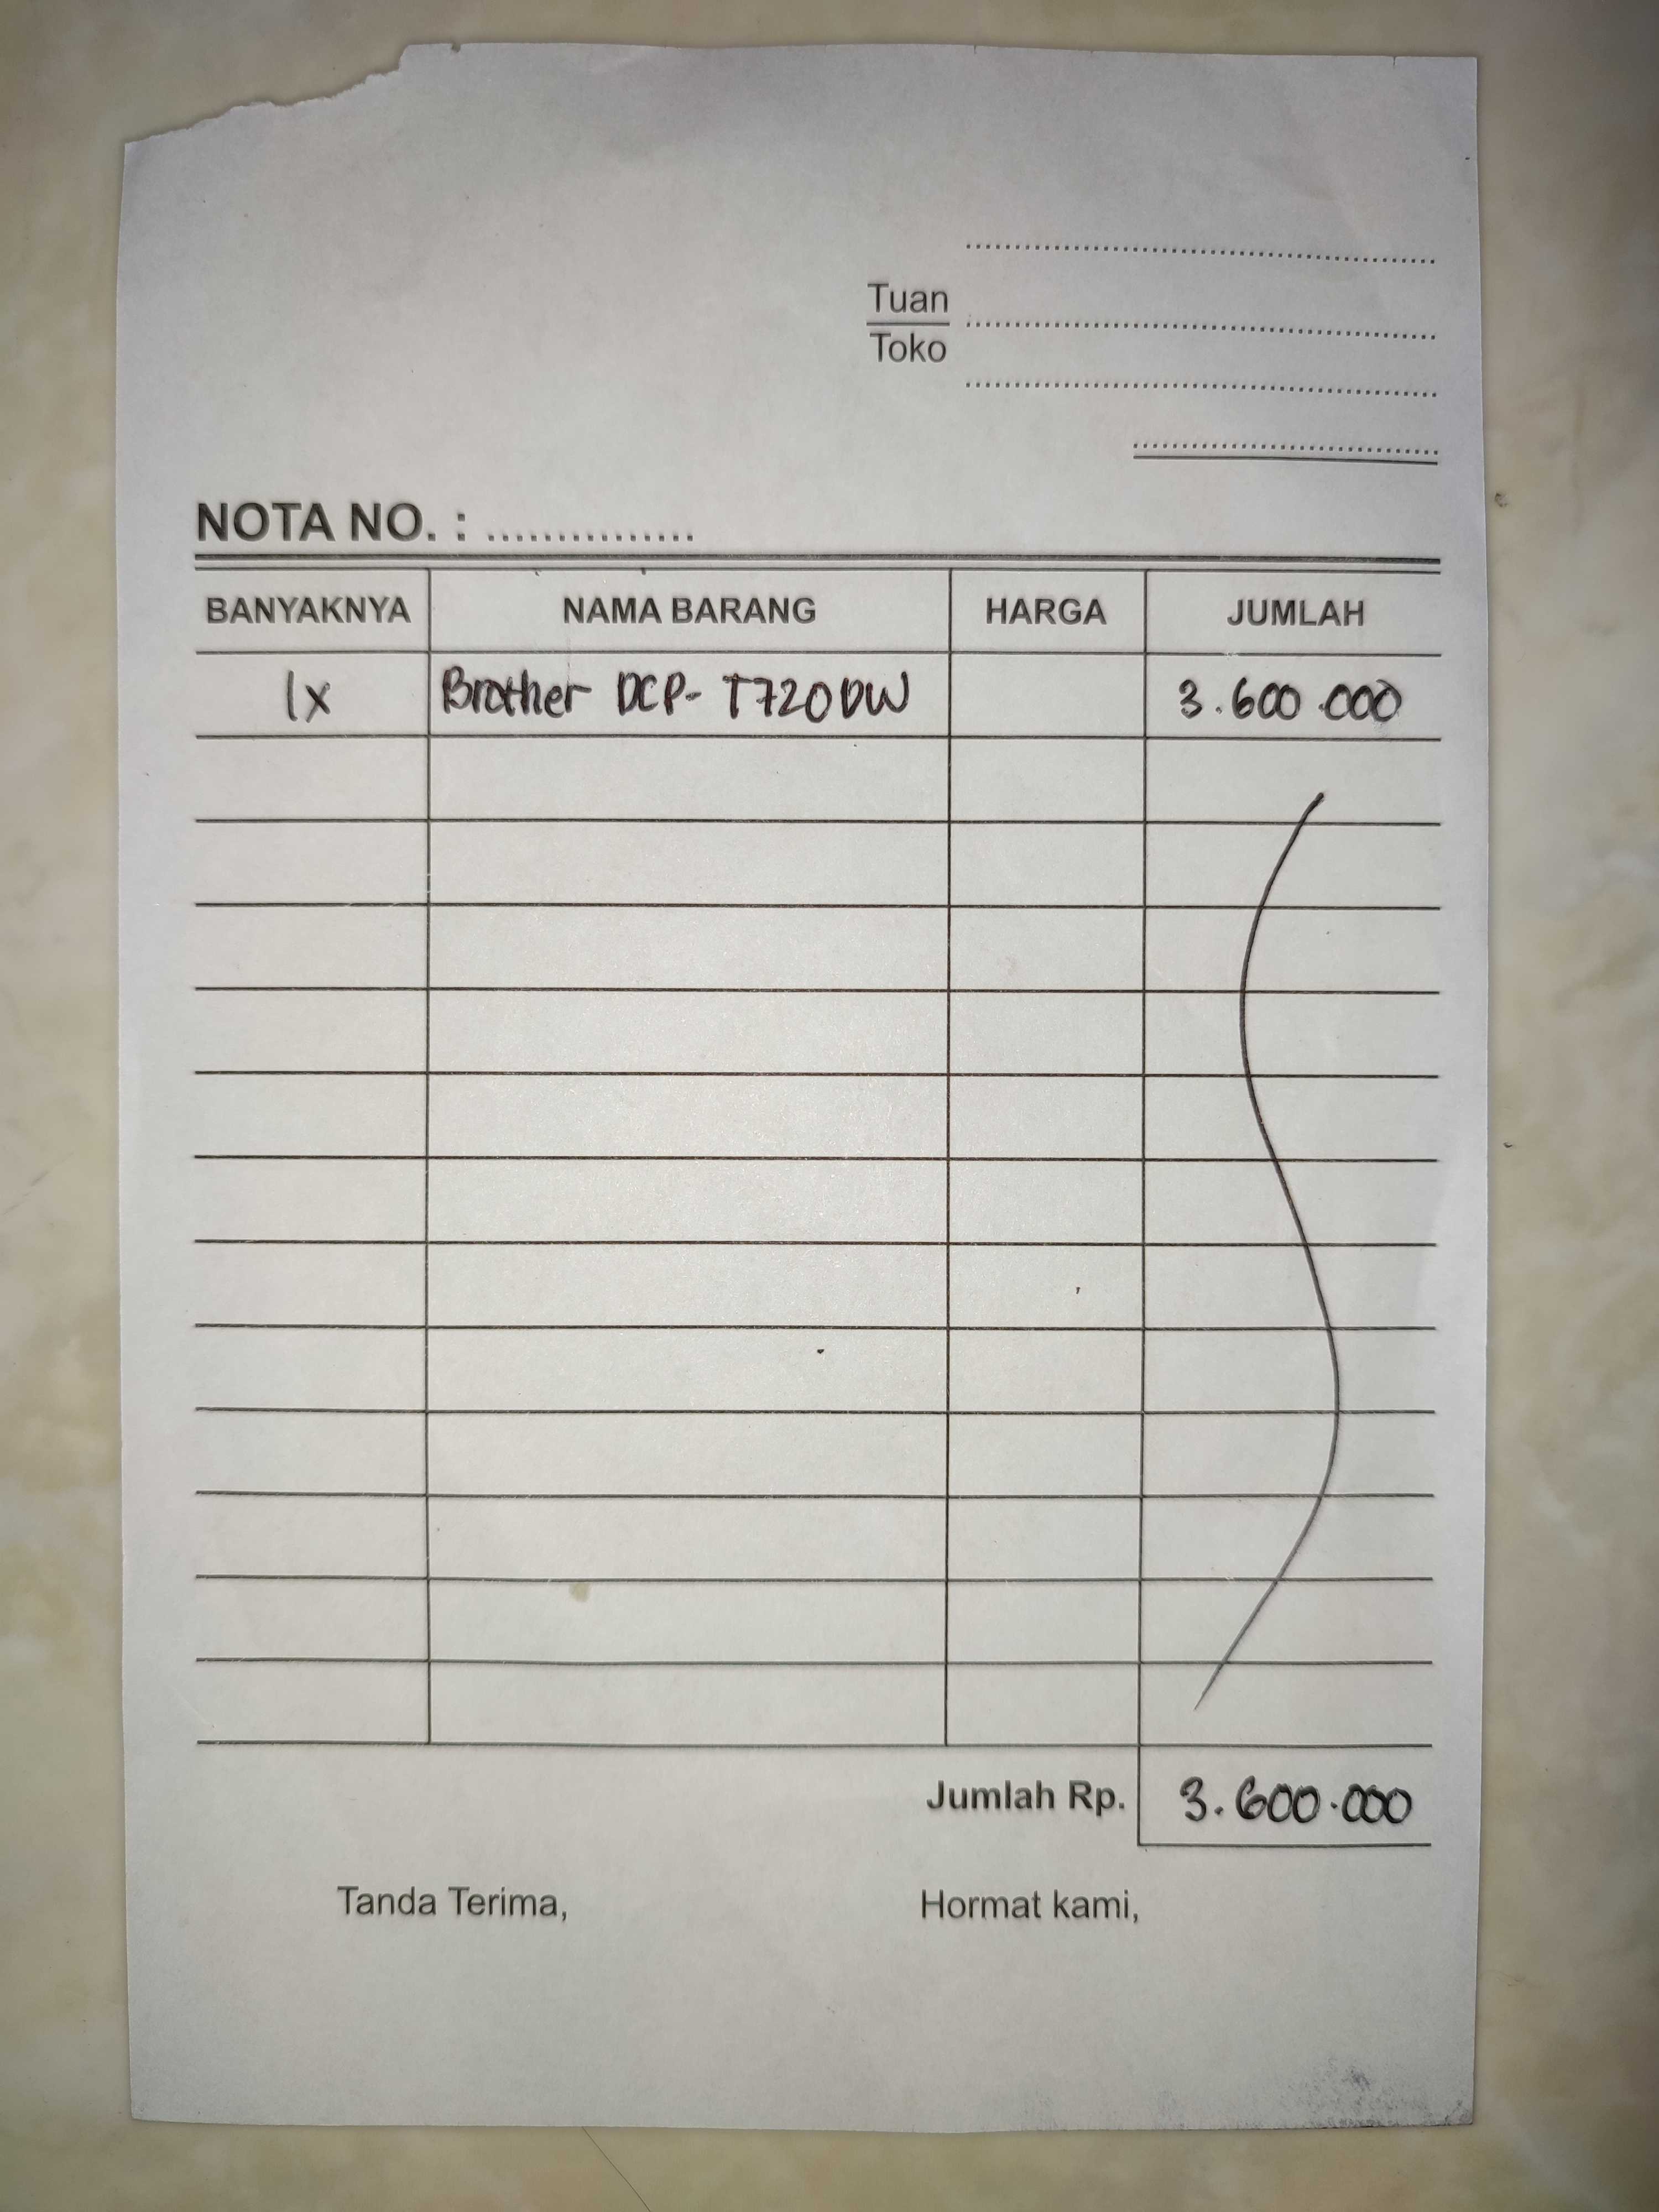 Tuan
Toko
NOTA NO. : ...............
BANYAKNYA NAMA BARANG HARGA JUMLAH
1x Brother DCP-T720DW 3.600.000
Jumlah Rp. 3.600.000
Tanda Terima, Hormat kami,